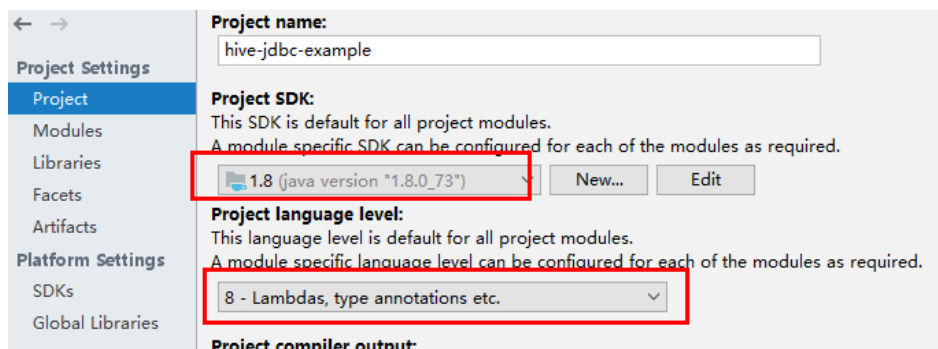 Project name:
hive-jdbc-example
Project Settings
Project
Modules
Libraries
Facets
Artifacts
Platform Settings
SDKs
Global Libraries
Project SDK:
This SDK is default for all project modules.
A module specific SDK can be configured for each of the modules as required.
1.8 (java version "1.8.0_73")
New...
Edit
Project language level:
This language level is default for all project modules.
A module specific language level can be configured for each of the modules as required.
8 - Lambdas, type annotations etc.
Project compiler output: